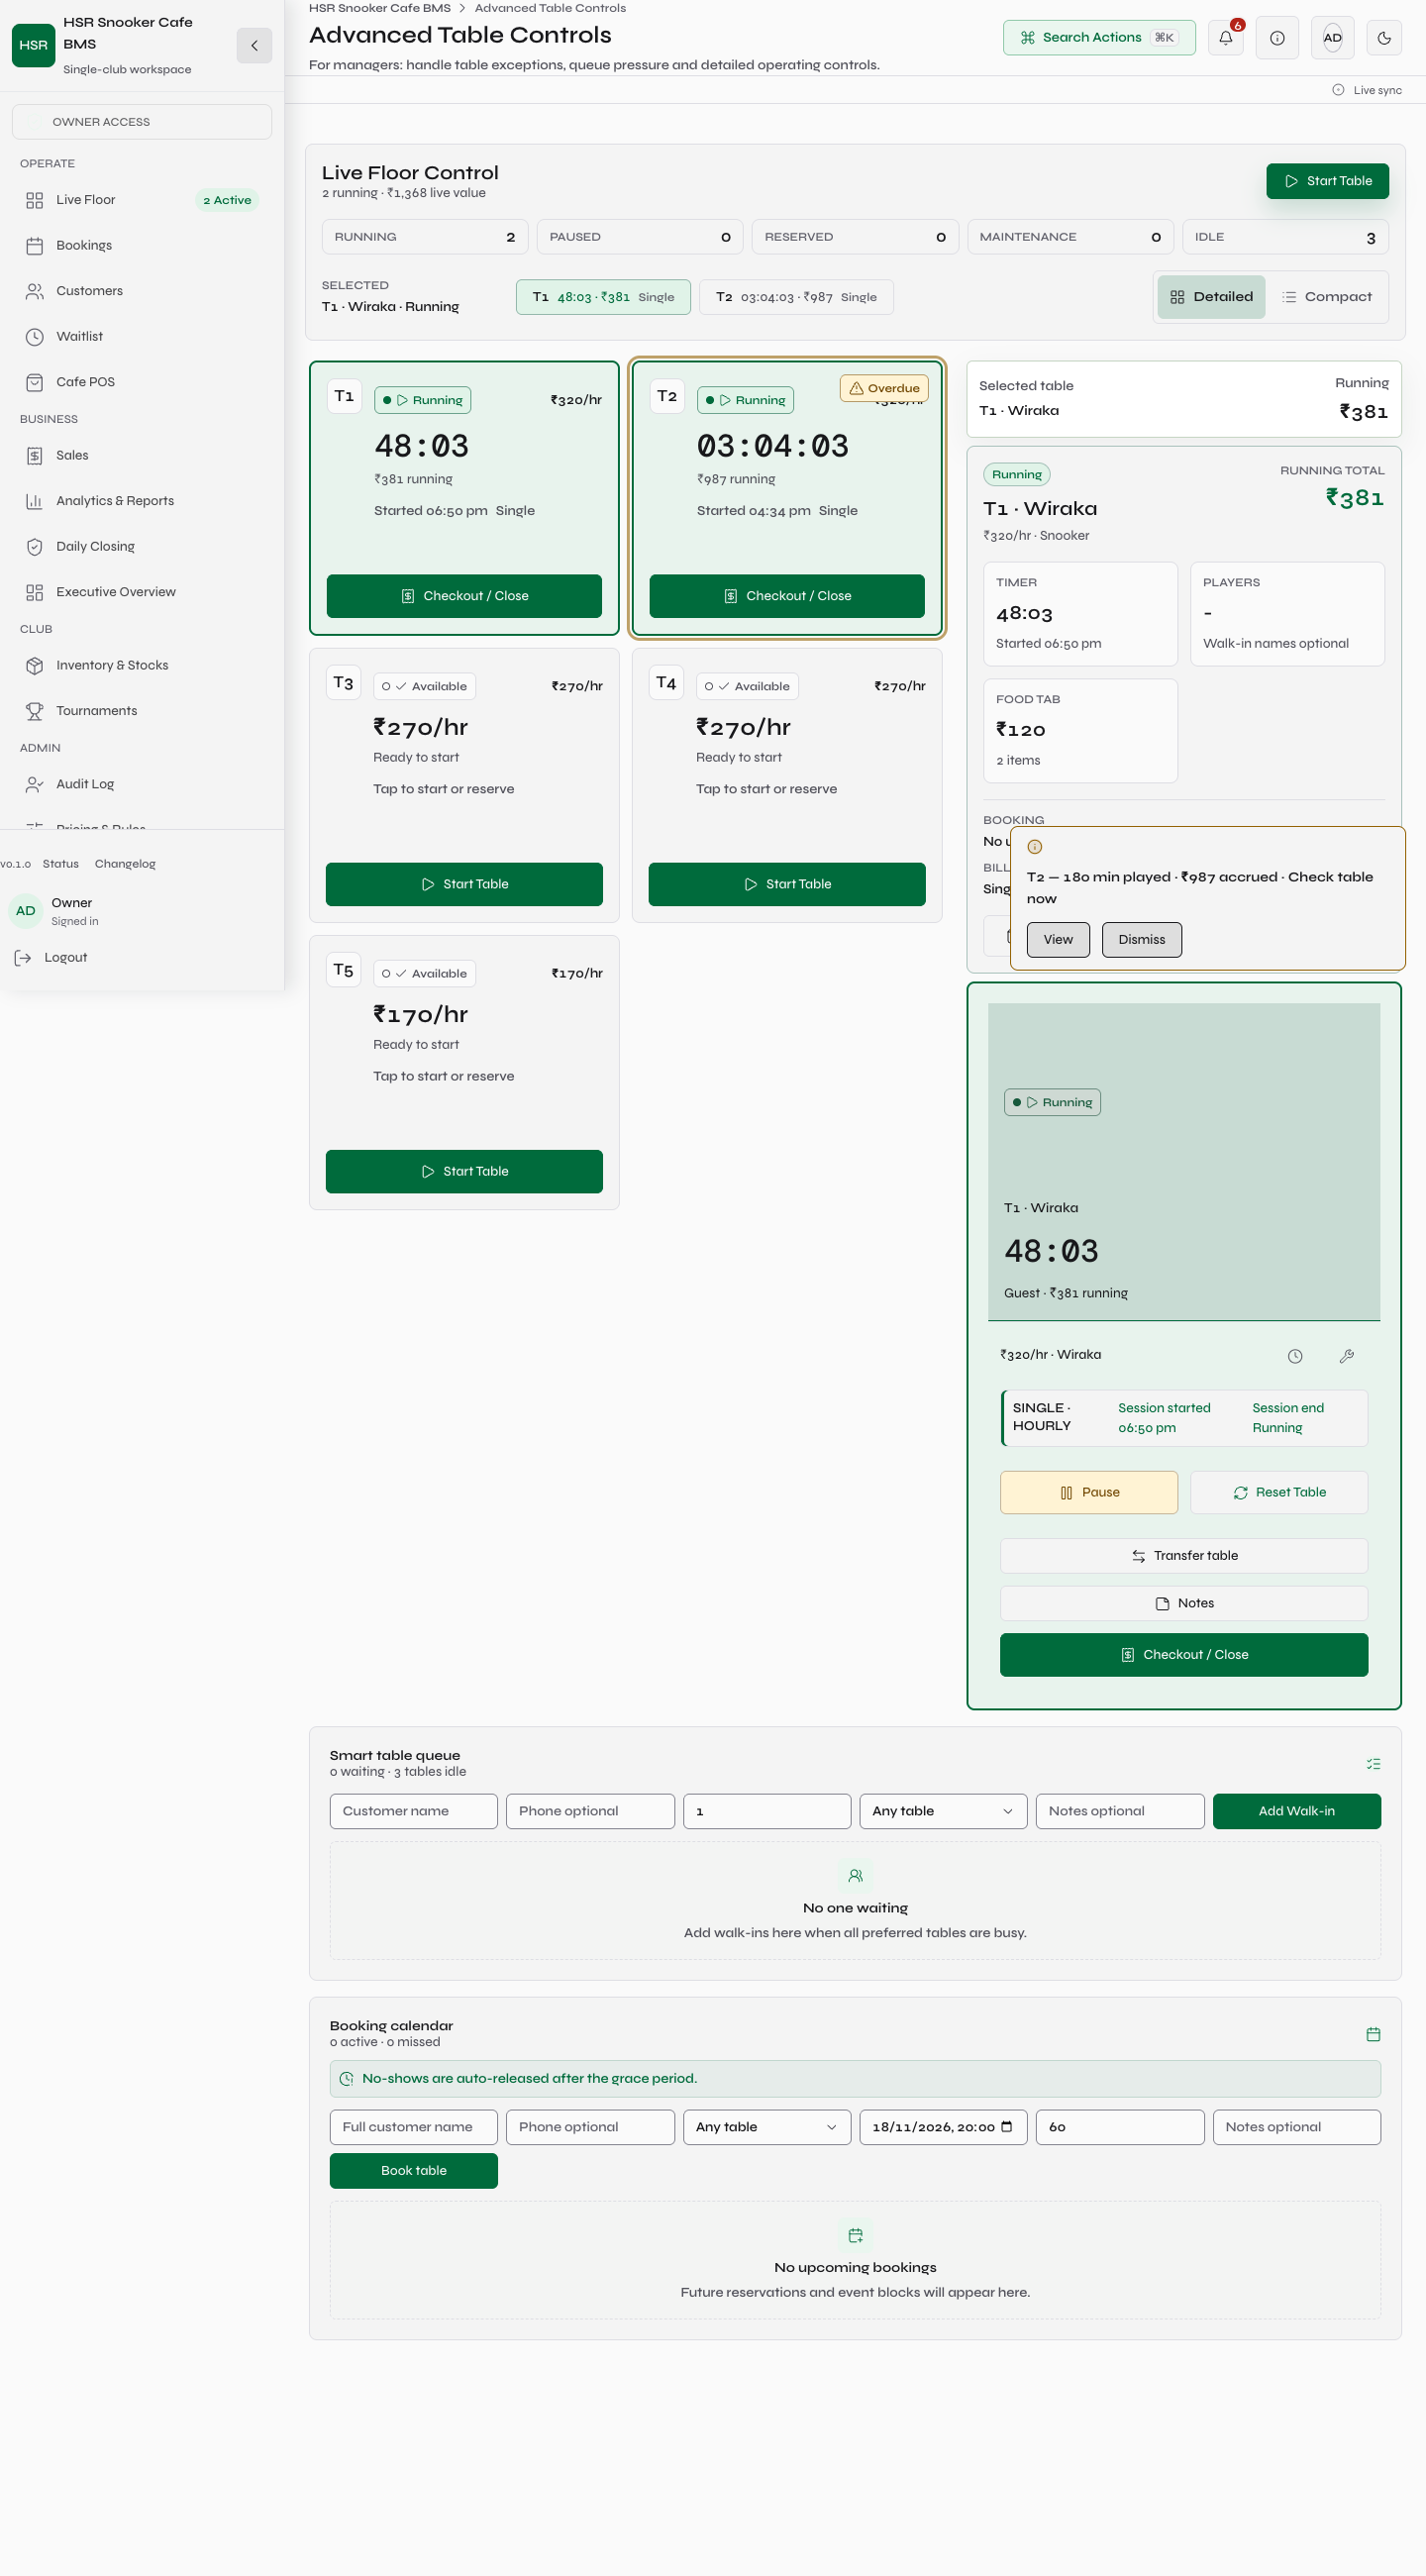 HSR
HSR Snooker Cafe
BMS
Single-club workspace
OWNER ACCESS
OPERATE
Live Floor
2 Active
Bookings
Customers
Waitlist
Cafe POS
BUSINESS
Sales
Analytics & Reports
Daily Closing
Executive Overview
CLUB
Inventory & Stocks
Tournaments
ADMIN
Audit Log
Pricing & Rules
v0.1.0 Status Changelog
AD
Owner
Signed in
Logout
HSR Snooker Cafe BMS > Advanced Table Controls
Advanced Table Controls
For managers: handle table exceptions, queue pressure and detailed operating controls.
Search Actions ⌘K
6
AD
Live sync
Live Floor Control
2 running · ₹1,368 live value
Start Table
RUNNING 2
PAUSED 0
RESERVED 0
MAINTENANCE 0
IDLE 3
SELECTED
T1 · Wiraka · Running
T1 48:03 · ₹381 Single
T2 03:04:03 · ₹987 Single
Detailed
Compact
T1
Running
₹320/hr
48:03
₹381 running
Started 06:50 pm Single
Checkout / Close
T2
Running
Overdue
03:04:03
₹987 running
Started 04:34 pm Single
Checkout / Close
T3
Available
₹270/hr
₹270/hr
Ready to start
Tap to start or reserve
Start Table
T4
Available
₹270/hr
₹270/hr
Ready to start
Tap to start or reserve
Start Table
T5
Available
₹170/hr
₹170/hr
Ready to start
Tap to start or reserve
Start Table
Selected table
Running
T1 · Wiraka
₹381
Running
RUNNING TOTAL
₹381
T1 · Wiraka
₹320/hr · Snooker
TIMER
48:03
Started 06:50 pm
PLAYERS
-
Walk-in names optional
FOOD TAB
₹120
2 items
BOOKING
No
T2 — 180 min played · ₹987 accrued · Check table
now
View
Dismiss
Running
T1 · Wiraka
48:03
Guest · ₹381 running
₹320/hr · Wiraka
SINGLE ·
HOURLY
Session started
06:50 pm
Session end
Running
Pause
Reset Table
Transfer table
Notes
Checkout / Close
Smart table queue
0 waiting · 3 tables idle
Customer name
Phone optional
1
Any table
Notes optional
Add Walk-in
No one waiting
Add walk-ins here when all preferred tables are busy.
Booking calendar
0 active · 0 missed
No-shows are auto-released after the grace period.
Full customer name
Phone optional
Any table
18/11/2026, 20:00
60
Notes optional
Book table
No upcoming bookings
Future reservations and event blocks will appear here.